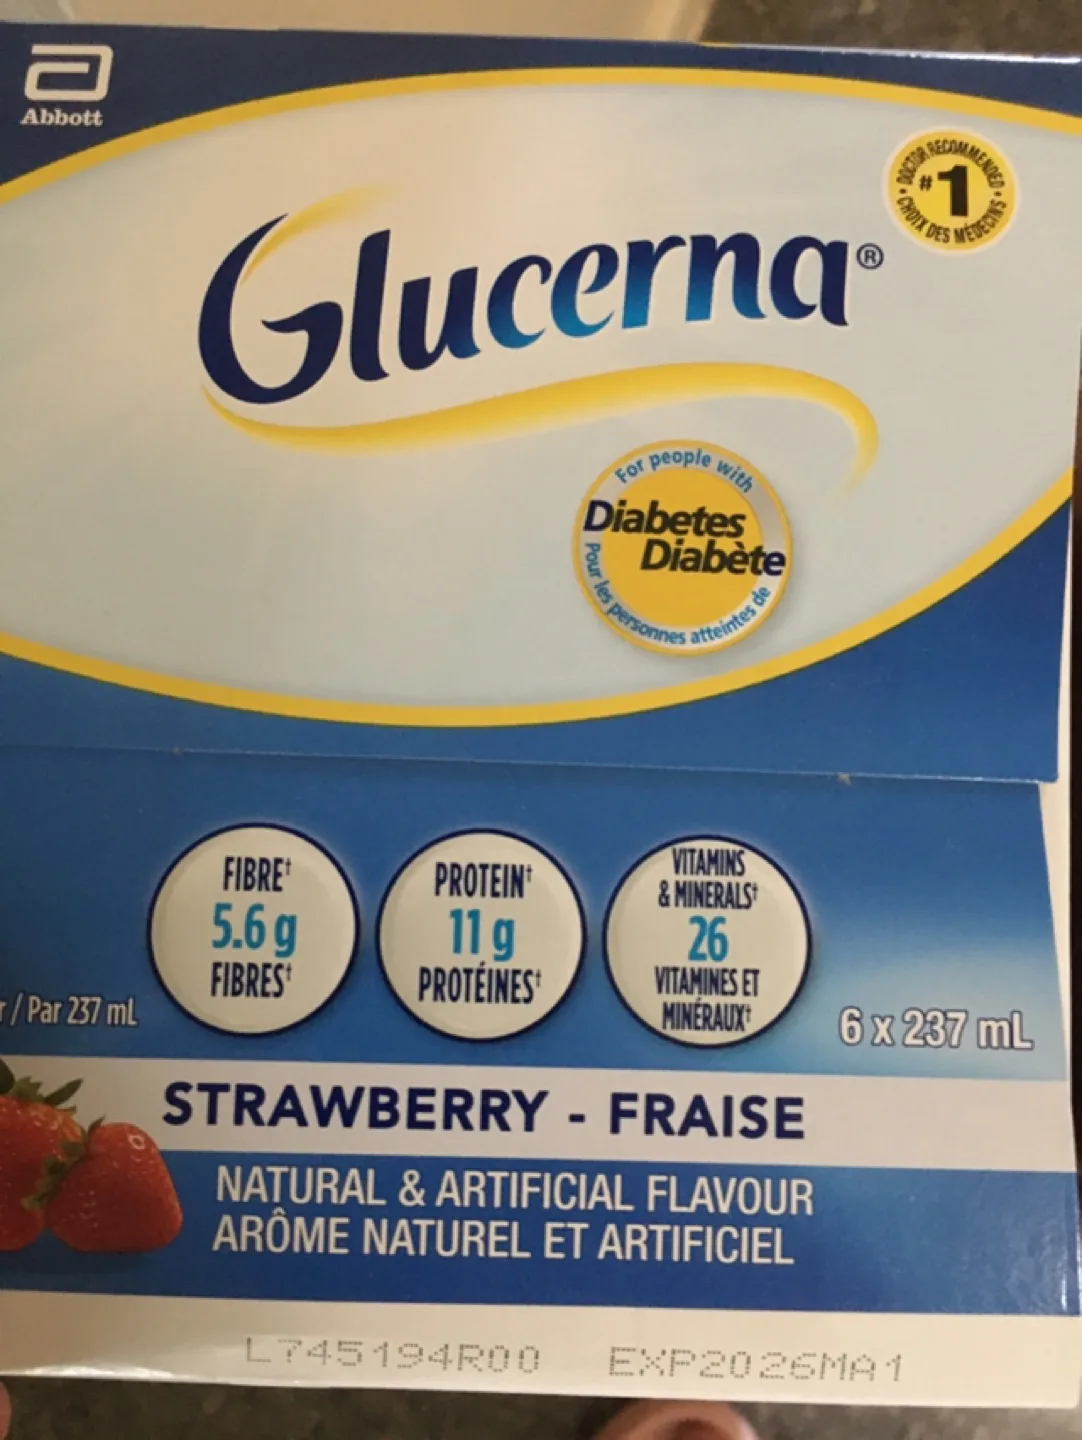 Abbott
DOCTOR RECOMMENDED
#1
CHOIX DES MÉDECINS
Glucerna®
For people with
Diabetes
Diabète
Pour les personnes atteintes de
FIBRE†
5.6 g
FIBRES†
PROTEIN†
11 g
PROTÉINES†
VITAMINS
& MINERALS†
26
VITAMINES ET
MINÉRAUX†
/ Par 237 mL
6 x 237 mL
STRAWBERRY - FRAISE
NATURAL & ARTIFICIAL FLAVOUR
ARÔME NATUREL ET ARTIFICIEL
L745194R00 EXP2026MA1